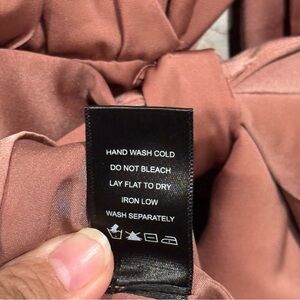 HAND WASH COLD
DO NOT BLEACH
LAY FLAT TO DRY
IRON LOW
WASH SEPARATELY